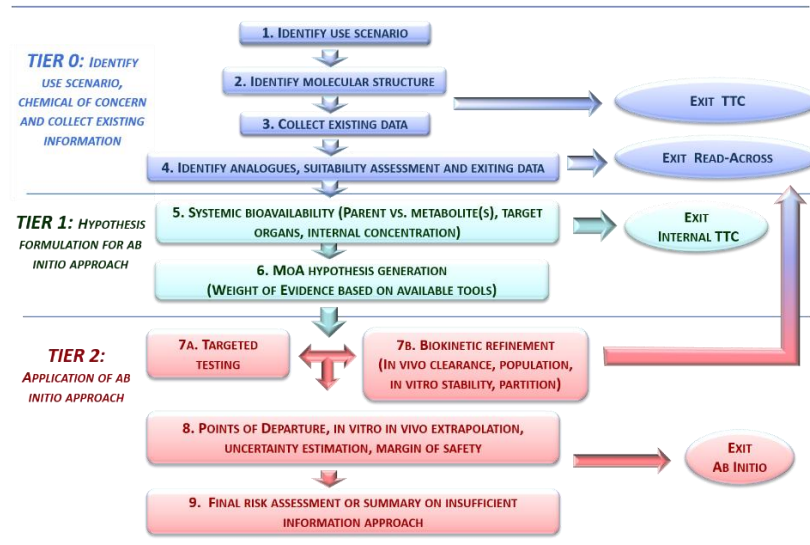 1. Identify use scenario
TIER 0: Identify
use scenario,
chemical of concern
and collect existing
information
2. Identify molecular structure
Exit TTC
3. Collect existing data
4. Identify analogues, suitability assessment and exiting data
Exit Read-Across
TIER 1: Hypothesis
formulation for ab
initio approach
5. Systemic bioavailability (Parent vs. metabolite(s), target
organs, internal concentration)
Exit
Internal TTC
6. MoA hypothesis generation
(Weight of Evidence based on available tools)
TIER 2:
Application of ab
initio approach
7a. Targeted
testing
7b. Biokinetic refinement
(In vivo clearance, population,
in vitro stability, partition)
8. Points of Departure, in vitro in vivo extrapolation,
uncertainty estimation, margin of safety
Exit
Ab Initio
9. Final risk assessment or summary on insufficient
information approach